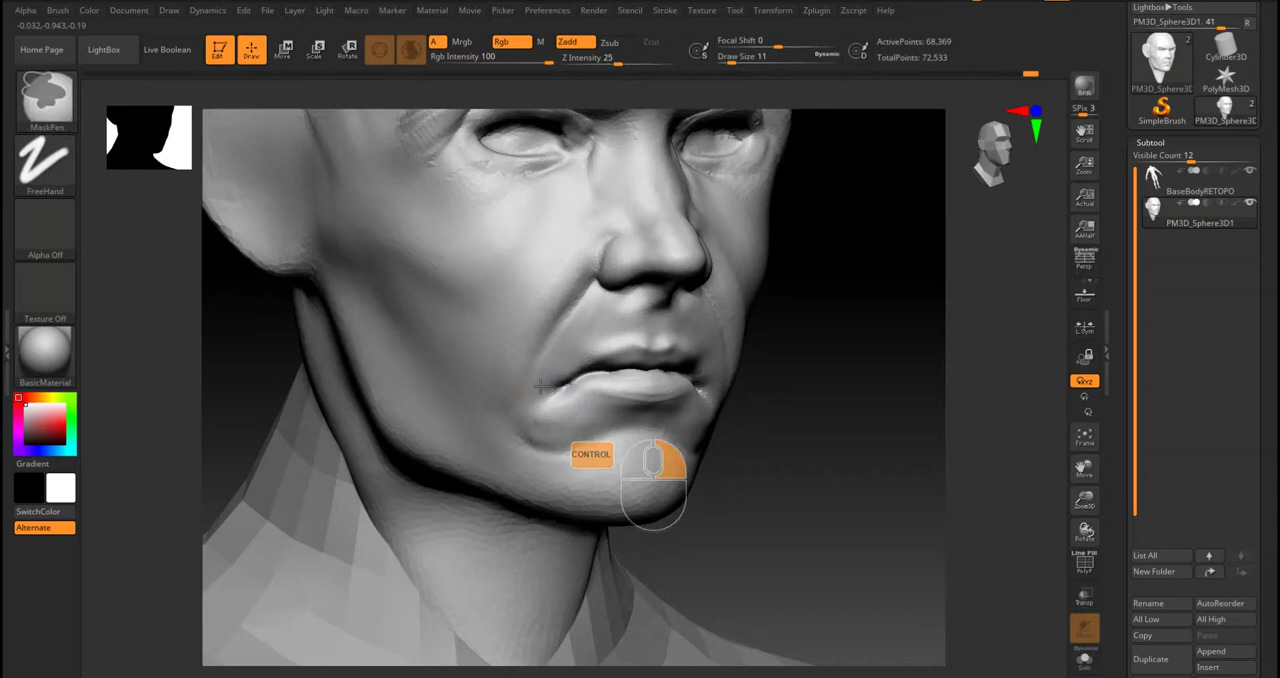 Alpha Brush Color Document Draw Dynamics Edit File Layer Light Macro Marker Material Movie Picker Preferences Render Stencil Stroke Texture Tool Transform Zplugin Zscript Help
-0.032,-0.943,-0.19
Home Page
LightBox
Live Boolean
Edit
Draw
Move
Scale
Rotate
A
Mrgb
Rgb
M
Rgb Intensity 100
Zadd
Zsub
Zcut
Z Intensity 25
Focal Shift 0
Draw Size 11
Dynamic
ActivePoints: 68,369
TotalPoints: 72,533
MaskPen
FreeHand
Alpha Off
Texture Off
BasicMaterial
Gradient
SwitchColor
Alternate
CONTROL
BPR
SPix 3
Scroll
Zoom
Actual
AAHalf
Dynamic
Persp
Floor
L.Sym
Frame
Move
Zoom3D
Rotate
Line Fill
PolyF
Transp
Dynamic
Solo
Lightbox▶Tools
PM3D_Sphere3D1. 41
R
2
PM3D_Sphere3D
Cylinder3D
PolyMesh3D
SimpleBrush
2
PM3D_Sphere3D
Subtool
Visible Count 12
BaseBodyRETOPO
PM3D_Sphere3D1
List All
New Folder
Rename
AutoReorder
All Low
All High
Copy
Paste
Duplicate
Append
Insert